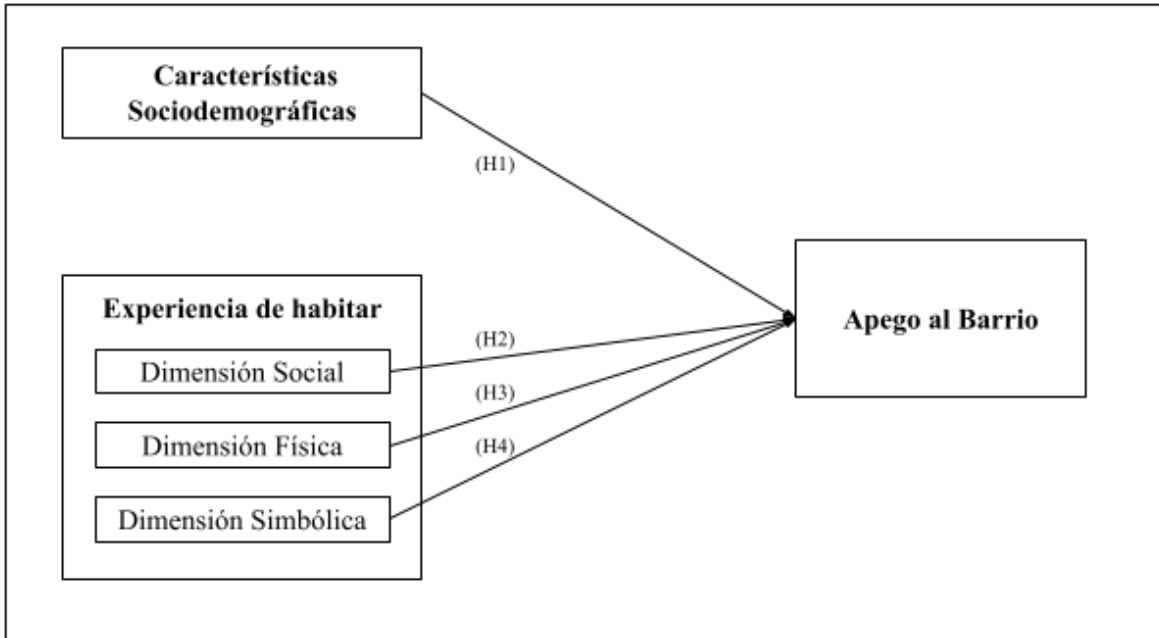 Características
Sociodemográficas
(H1)
Experiencia de habitar
(H2)
Dimensión Social
(H3)
Dimensión Física
(H4)
Dimensión Simbólica
Apego al Barrio